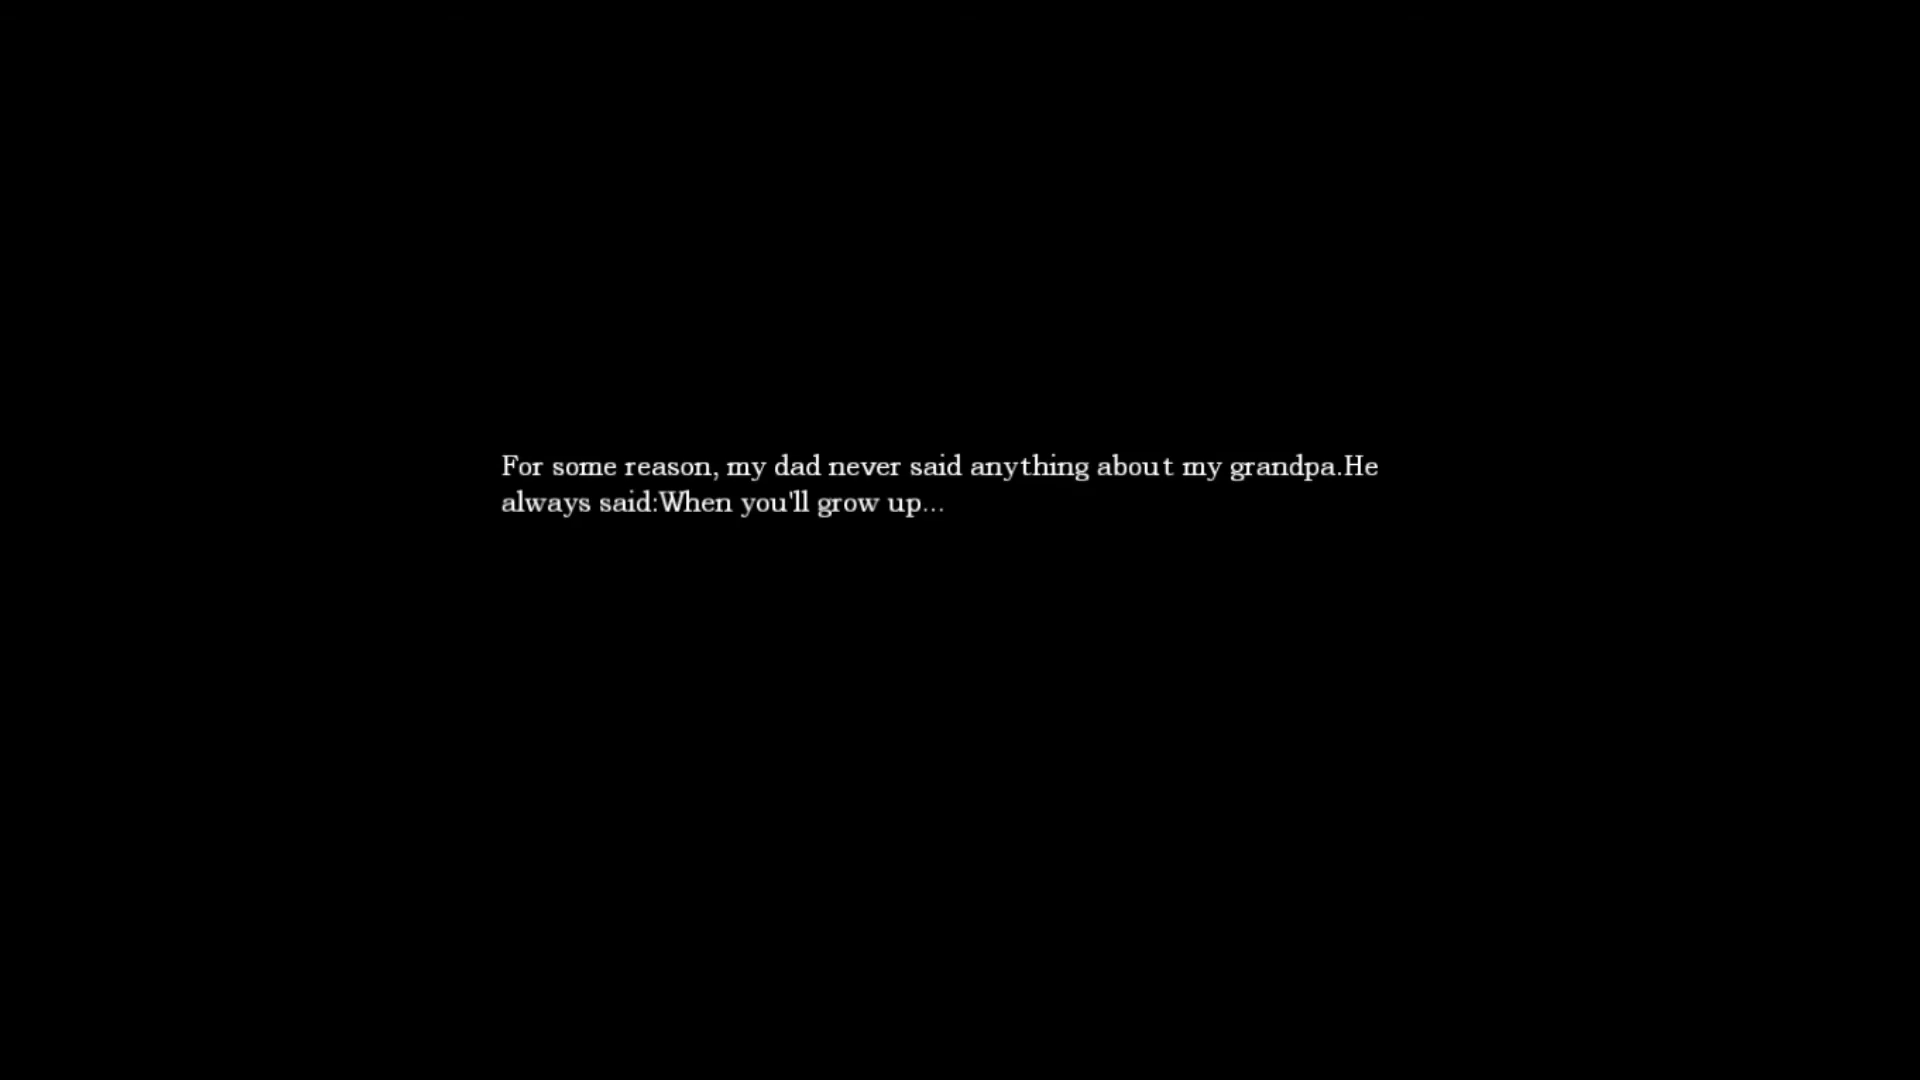 For some reason, my dad never said anything about my grandpa.He
always said:When you'll grow up...